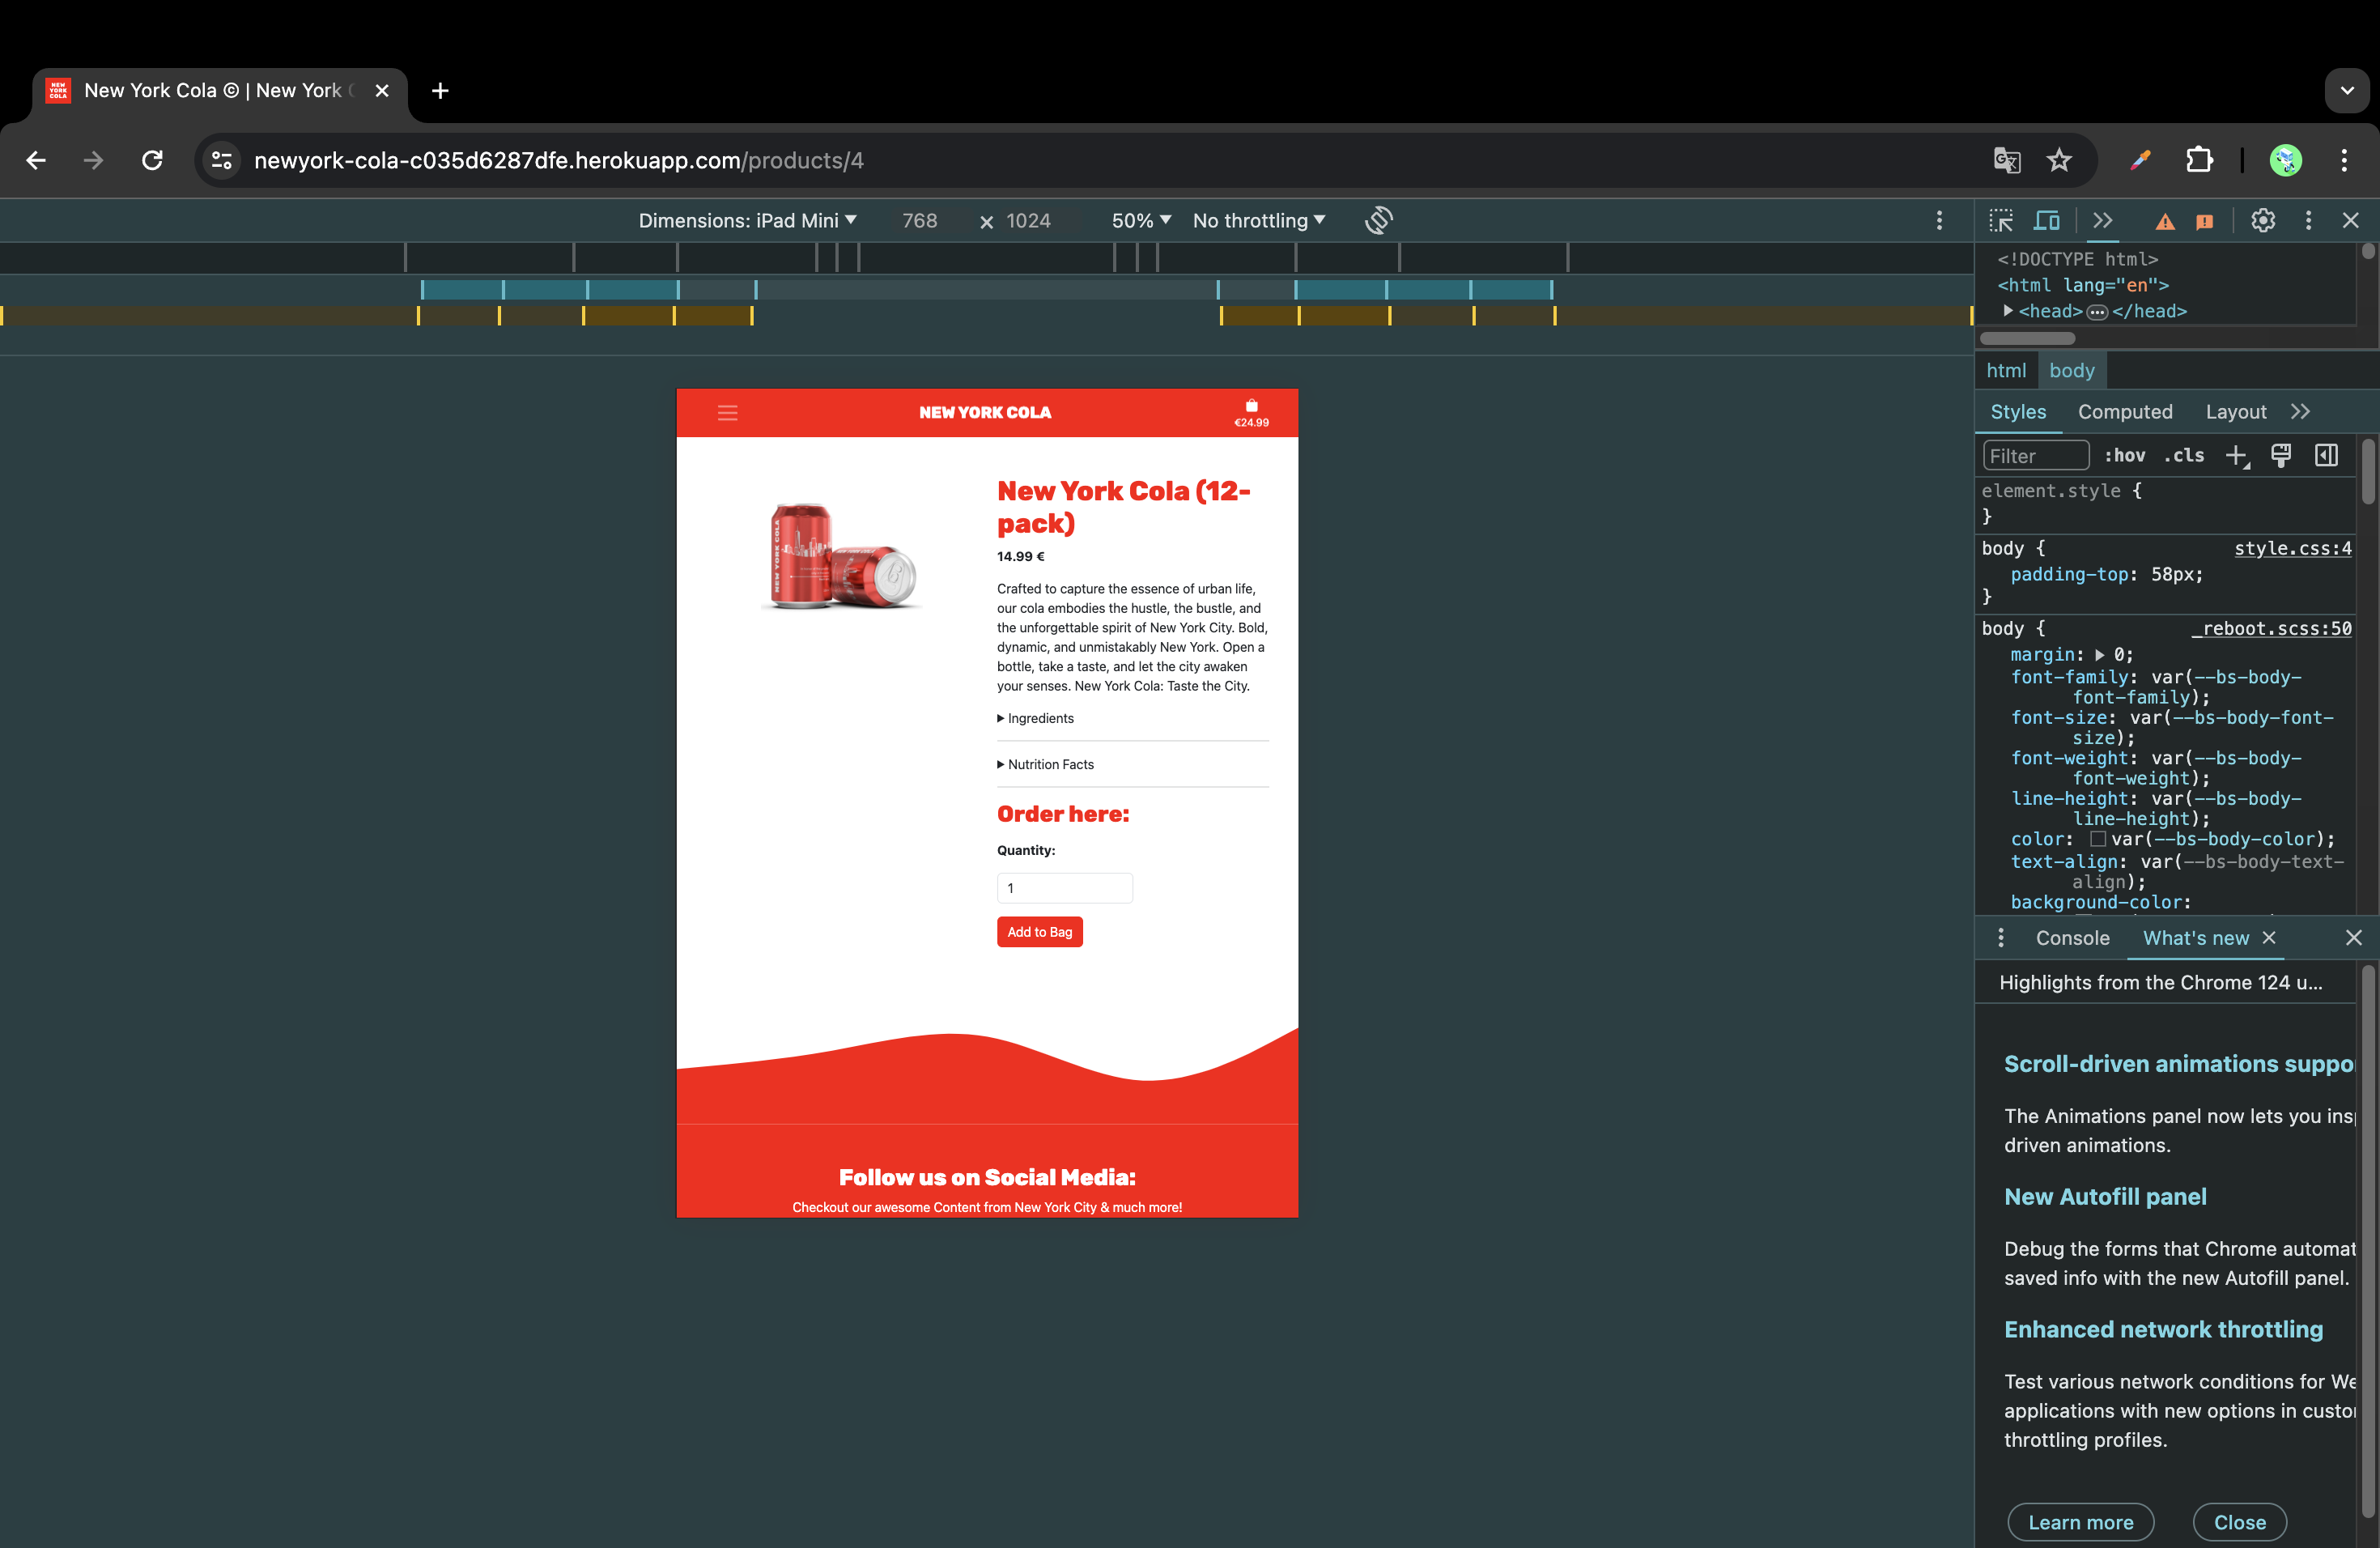 New York Cola © | New York
newyork-cola-c035d6287dfe.herokuapp.com/products/4
Dimensions: iPad Mini ▼ 768 × 1024 50% ▼ No throttling ▼
<!DOCTYPE html>
<html lang="en">
▶ <head> ••• </head>
html body
Styles Computed Layout
Filter :hov .cls
element.style {
}
body { style.css:4
padding-top: 58px;
}
body { _reboot.scss:50
margin: ▶ 0;
font-family: var(--bs-body-
font-family);
font-size: var(--bs-body-font-
size);
font-weight: var(--bs-body-
font-weight);
line-height: var(--bs-body-
line-height);
color: var(--bs-body-color);
text-align: var(--bs-body-text-
align);
background-color:
Console What's new
Highlights from the Chrome 124 u...
Scroll-driven animations suppo
The Animations panel now lets you insp
driven animations.
New Autofill panel
Debug the forms that Chrome automat
saved info with the new Autofill panel.
Enhanced network throttling
Test various network conditions for We
applications with new options in custo
throttling profiles.
Learn more Close
NEW YORK COLA
€24.99
New York Cola (12-
pack)
14.99 €
Crafted to capture the essence of urban life,
our cola embodies the hustle, the bustle, and
the unforgettable spirit of New York City. Bold,
dynamic, and unmistakably New York. Open a
bottle, take a taste, and let the city awaken
your senses. New York Cola: Taste the City.
▶ Ingredients
▶ Nutrition Facts
Order here:
Quantity:
1
Add to Bag
NEW YORK COLA
NEW YORK COLA
Follow us on Social Media:
Checkout our awesome Content from New York City & much more!